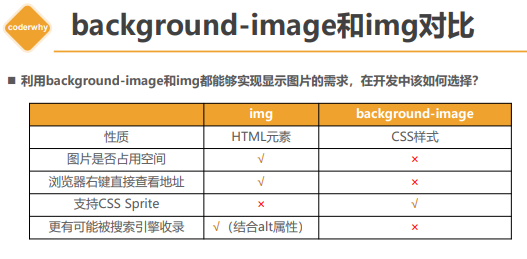 coderwhy
background-image和img对比
■ 利用background-image和img都能够实现显示图片的需求，在开发中该如何选择？
img background-image
性质 HTML元素 CSS样式
图片是否占用空间 √ ×
浏览器右键直接查看地址 √ ×
支持CSS Sprite × √
更有可能被搜索引擎收录 √（结合alt属性） ×